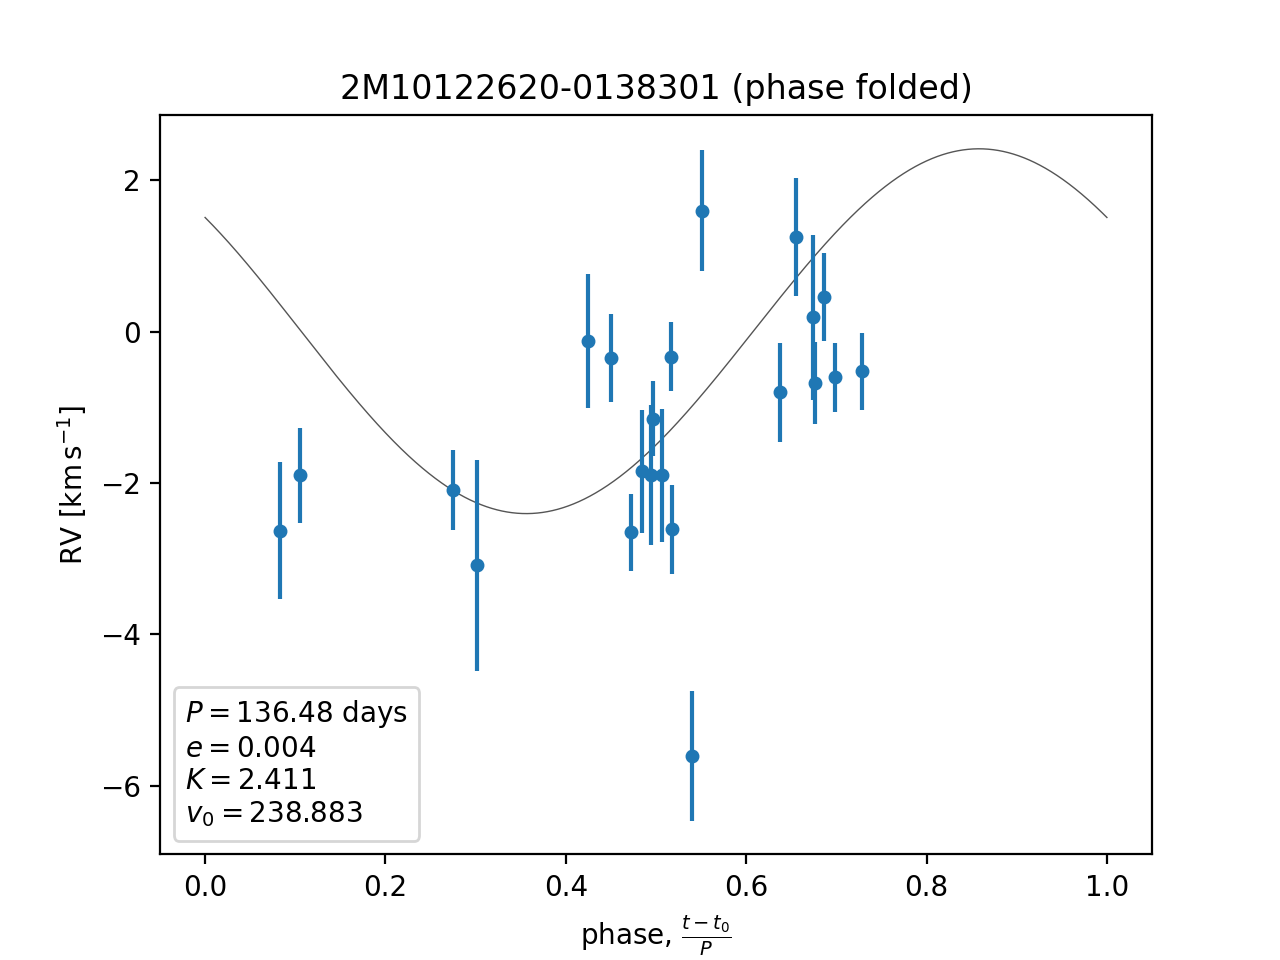 2M10122620-0138301 (phase folded)
2
0
−2
−4
−6
RV [km s⁻¹]
P = 136.48 days
e = 0.004
K = 2.411
v₀ = 238.883
0.0 0.2 0.4 0.6 0.8 1.0
phase, (t − t₀)/P